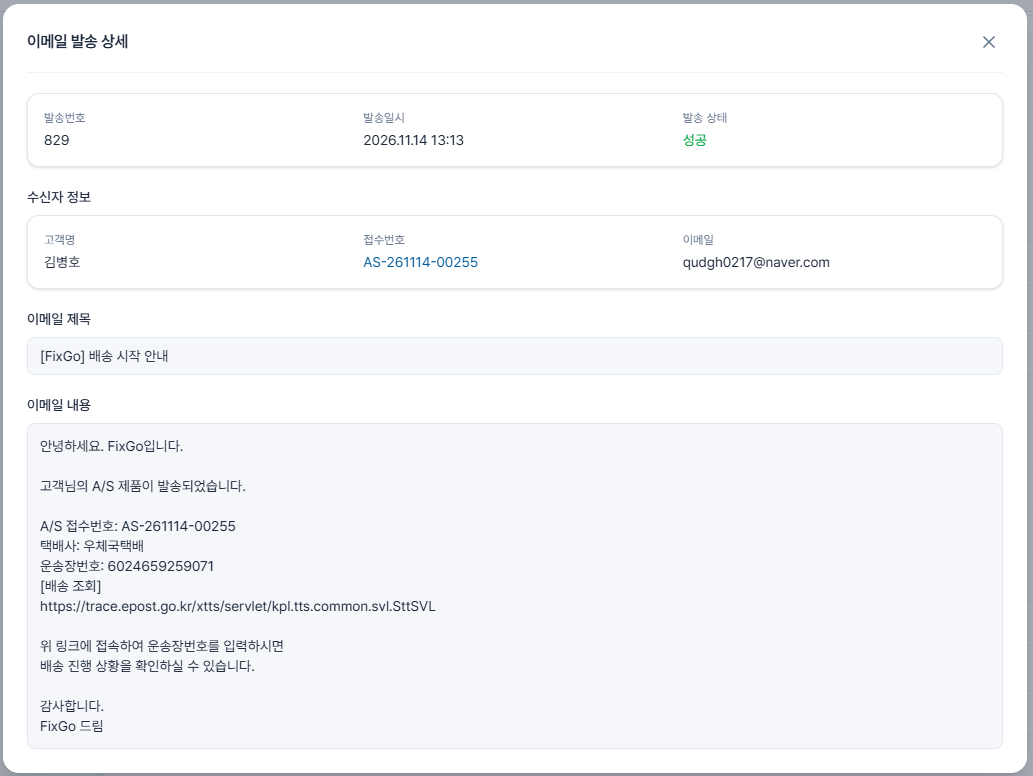 이메일 발송 상세
발송번호
829
발송일시
2026.11.14 13:13
발송 상태
성공
수신자 정보
고객명
김병호
접수번호
AS-261114-00255
이메일
qudgh0217@naver.com
이메일 제목
[FixGo] 배송 시작 안내
이메일 내용
안녕하세요. FixGo입니다.
고객님의 A/S 제품이 발송되었습니다.
A/S 접수번호: AS-261114-00255
택배사: 우체국택배
운송장번호: 6024659259071
[배송 조회]
https://trace.epost.go.kr/xtts/servlet/kpl.tts.common.svl.SttSVL
위 링크에 접속하여 운송장번호를 입력하시면
배송 진행 상황을 확인하실 수 있습니다.
감사합니다.
FixGo 드림